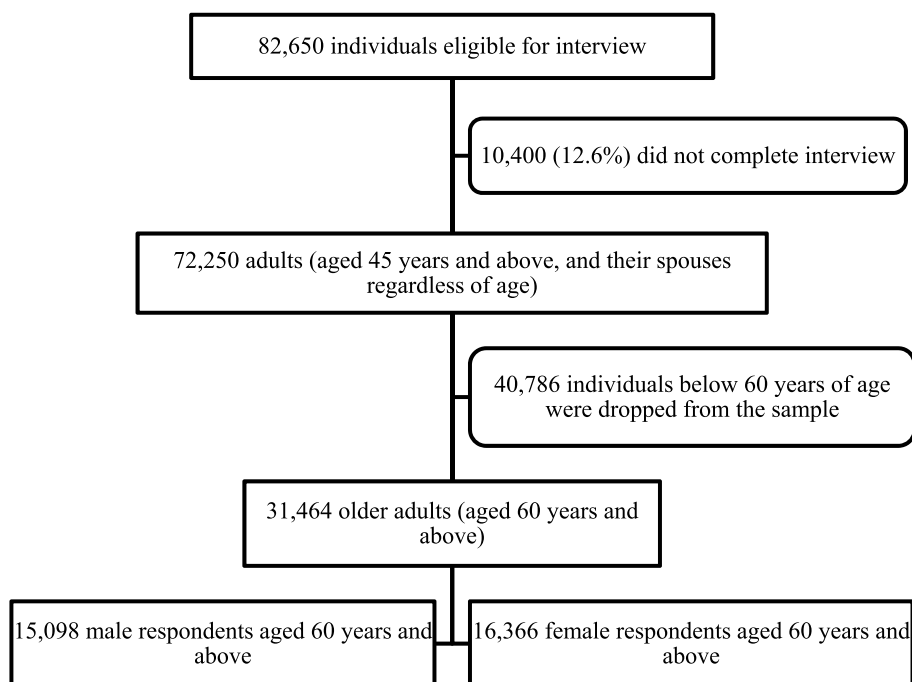 82,650 individuals eligible for interview
10,400 (12.6%) did not complete interview
72,250 adults (aged 45 years and above, and their spouses
regardless of age)
40,786 individuals below 60 years of age
were dropped from the sample
31,464 older adults (aged 60 years and
above)
15,098 male respondents aged 60 years and
above
16,366 female respondents aged 60 years and
above